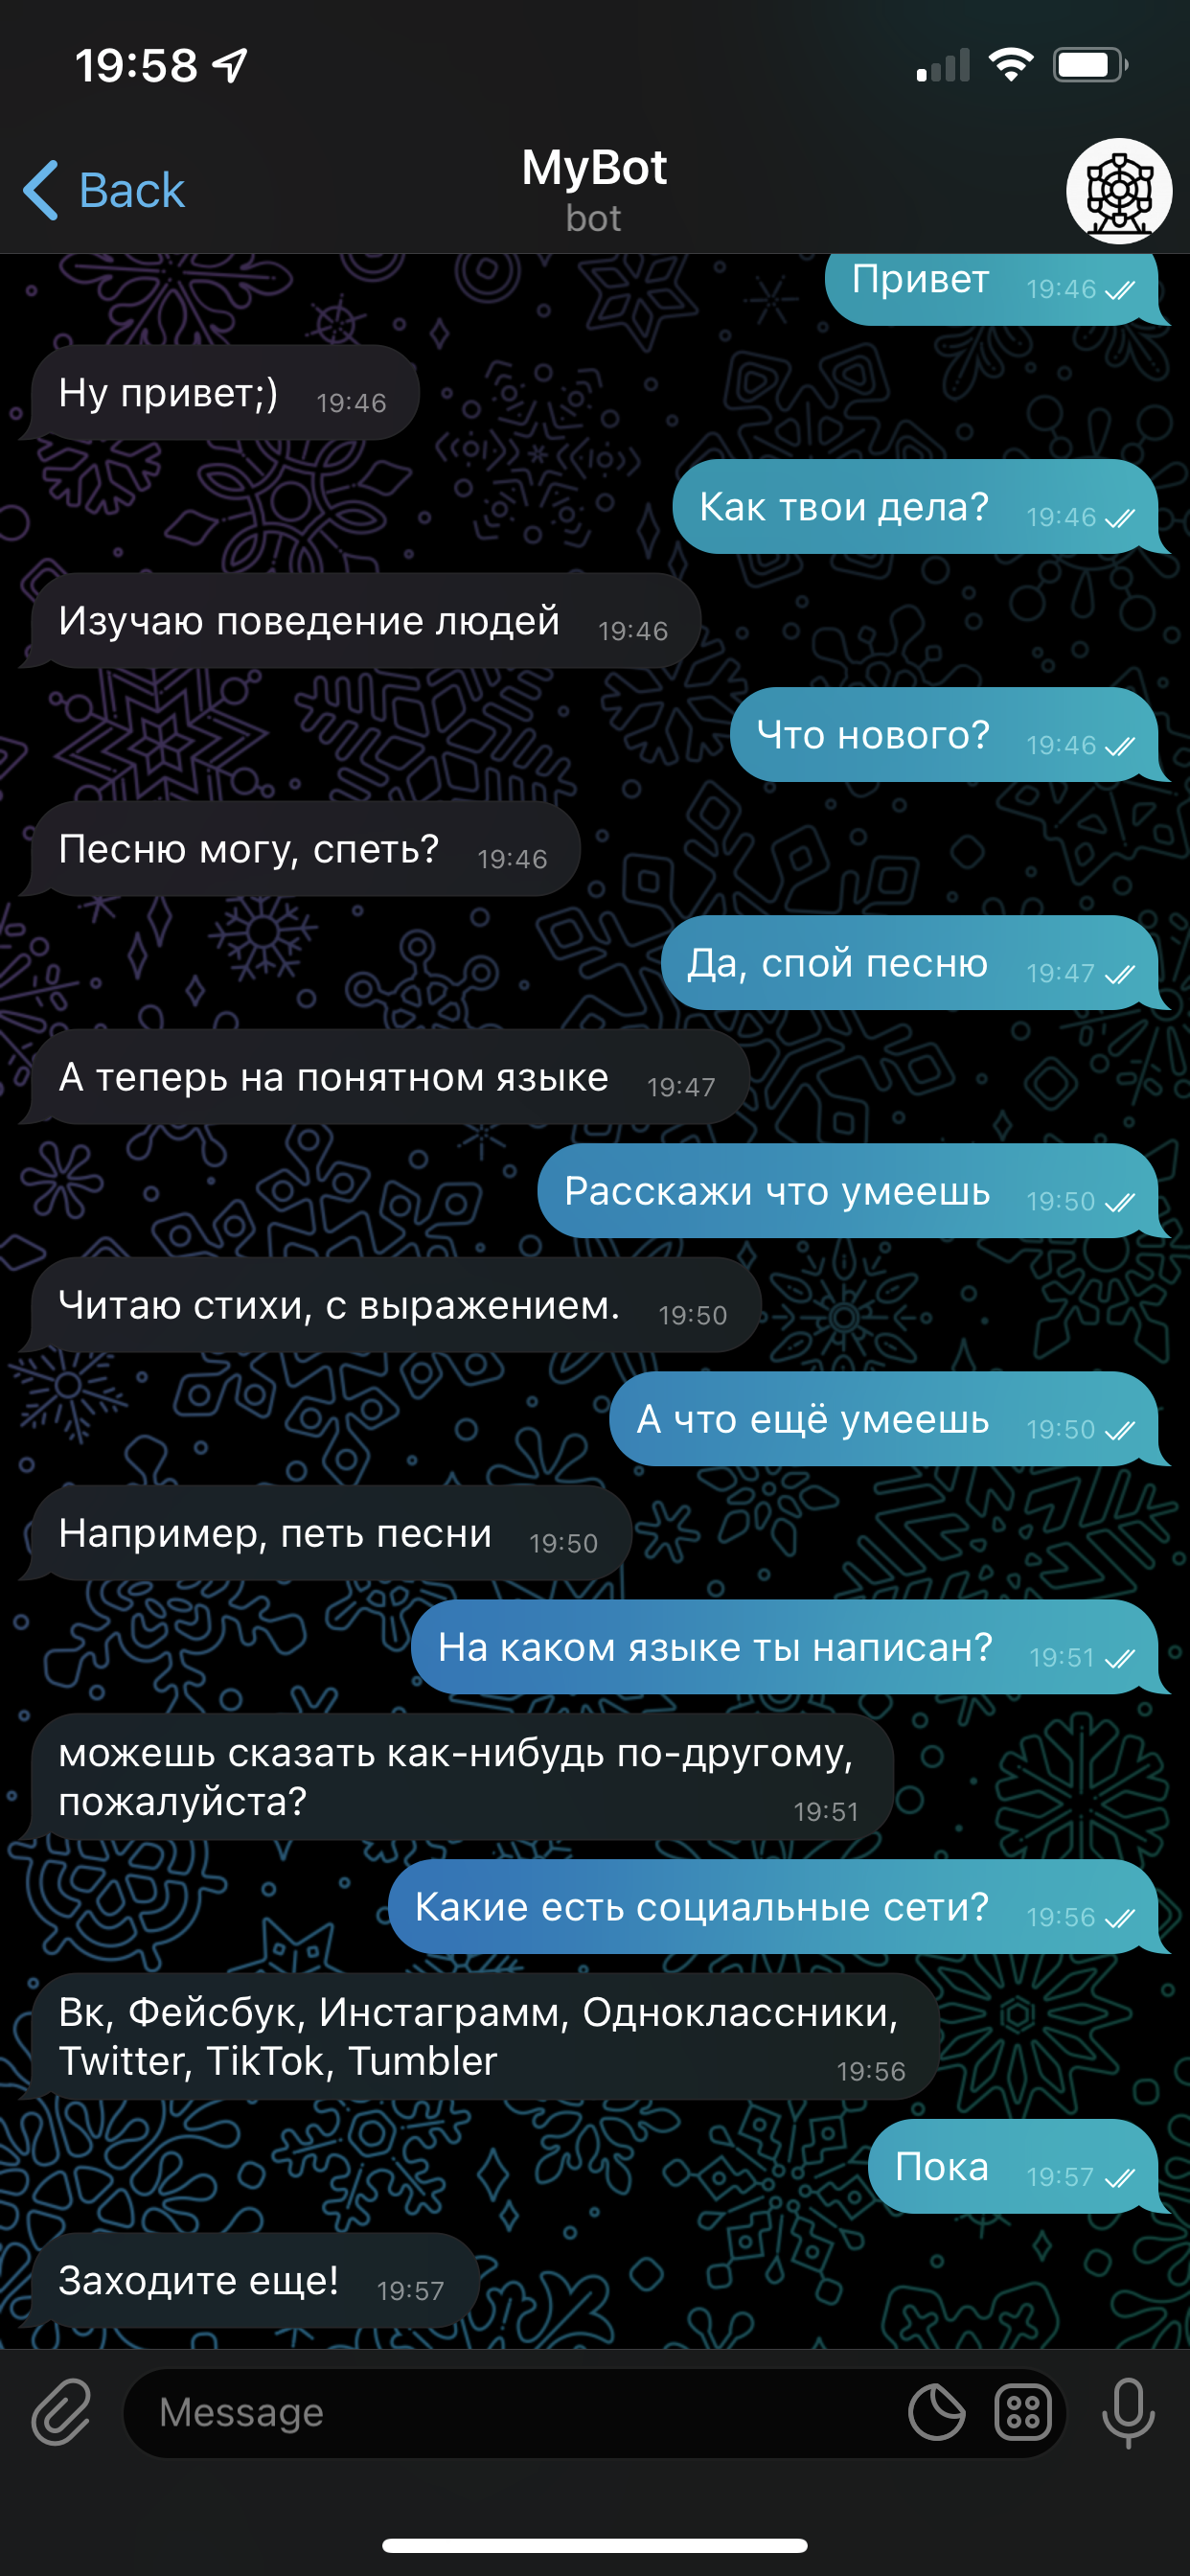 19:58
Back
MyBot
bot
Привет 19:46
Ну привет;) 19:46
Как твои дела? 19:46
Изучаю поведение людей 19:46
Что нового? 19:46
Песню могу, спеть? 19:46
Да, спой песню 19:47
А теперь на понятном языке 19:47
Расскажи что умеешь 19:50
Читаю стихи, с выражением. 19:50
А что ещё умеешь 19:50
Например, петь песни 19:50
На каком языке ты написан? 19:51
можешь сказать как-нибудь по-другому,
пожалуйста? 19:51
Какие есть социальные сети? 19:56
Вк, Фейсбук, Инстаграмм, Одноклассники,
Twitter, TikTok, Tumbler 19:56
Пока 19:57
Заходите еще! 19:57
Message